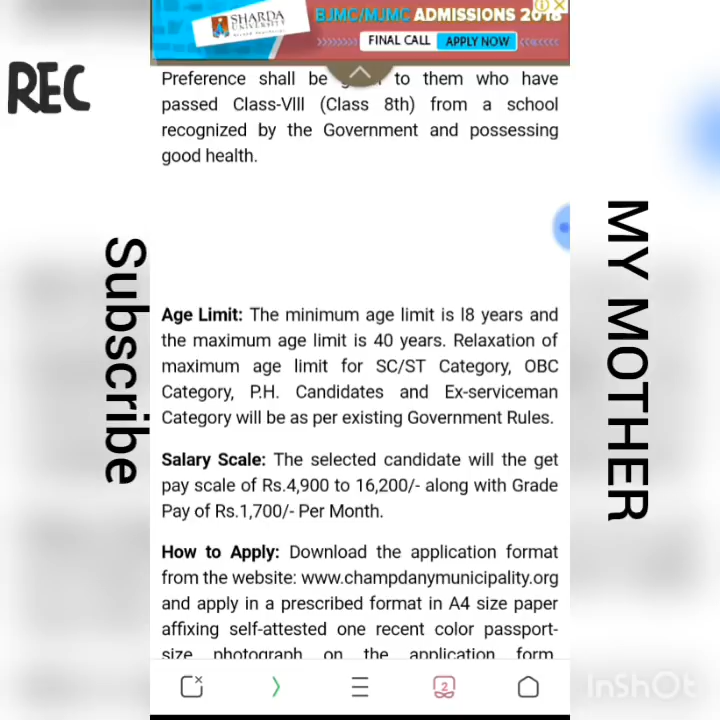 SHARDA
UNIVERSITY
BJMC/MJMC ADMISSIONS 2018
FINAL CALL APPLY NOW
REC
Preference shall be to them who have
passed Class-VIII (Class 8th) from a school
recognized by the Government and possessing
good health.
Subscribe
MY MOTHER
Age Limit: The minimum age limit is l8 years and
the maximum age limit is 40 years. Relaxation of
maximum age limit for SC/ST Category, OBC
Category, P.H. Candidates and Ex-serviceman
Category will be as per existing Government Rules.
Salary Scale: The selected candidate will the get
pay scale of Rs.4,900 to 16,200/- along with Grade
Pay of Rs.1,700/- Per Month.
How to Apply: Download the application format
from the website: www.champdanymunicipality.org
and apply in a prescribed format in A4 size paper
affixing self-attested one recent color passport-
size photograph on the application form.
2
InShOt